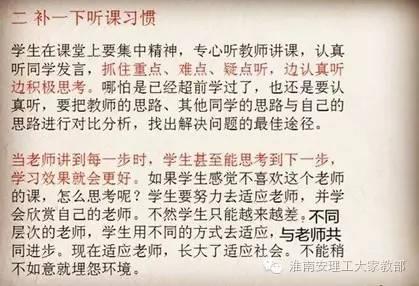 二 补一下听课习惯
学生在课堂上要集中精神，专心听教师讲课，认真
听同学发言，抓住重点、难点、疑点听，边认真听
边积极思考。哪怕是已经超前学过了，也还是要认
真听，要把教师的思路、其他同学的思路与自己的
思路进行对比分析，找出解决问题的最佳途径。
当老师讲到每一步时，学生甚至能思考到下一步，
学习效果就会更好。如果学生感觉不喜欢这个老师
的课，怎么思考呢？学生要努力去适应老师，并学
会欣赏自己的老师。不然学生只能越来越差。不同
层次的老师，学生用不同的方式去适应，与老师共
同进步。现在适应老师，长大了适应社会。不能稍
不如意就埋怨环境。
淮南安理工大家教部